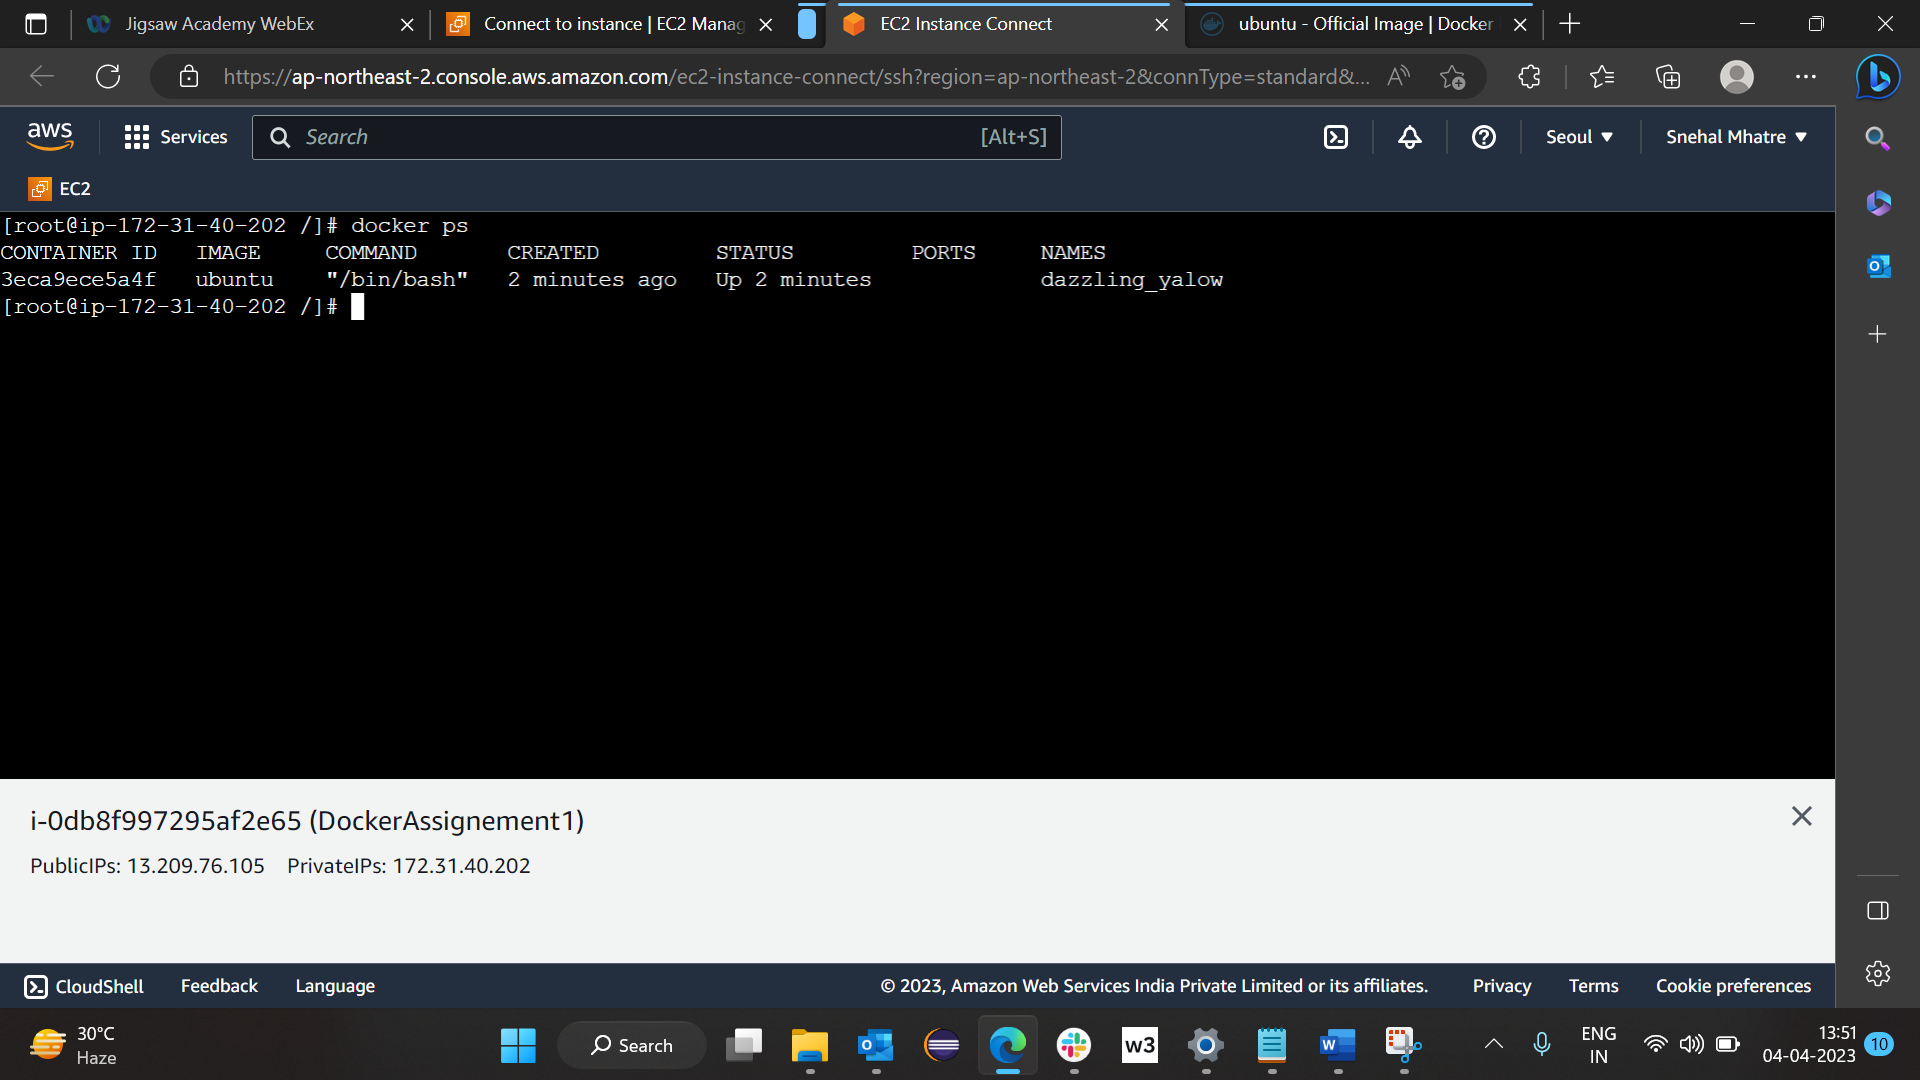 Jigsaw Academy WebEx
Connect to instance | EC2 Manag
EC2 Instance Connect
ubuntu - Official Image | Docker
https://ap-northeast-2.console.aws.amazon.com/ec2-instance-connect/ssh?region=ap-northeast-2&connType=standard&...
aws
Services
Search
[Alt+S]
Seoul
Snehal Mhatre
EC2
[root@ip-172-31-40-202 /]# docker ps
CONTAINER ID   IMAGE     COMMAND       CREATED         STATUS         PORTS     NAMES
3eca9ece5a4f   ubuntu    "/bin/bash"   2 minutes ago   Up 2 minutes             dazzling_yalow
[root@ip-172-31-40-202 /]#
i-0db8f997295af2e65 (DockerAssignement1)
PublicIPs: 13.209.76.105    PrivateIPs: 172.31.40.202
CloudShell
Feedback
Language
© 2023, Amazon Web Services India Private Limited or its affiliates.
Privacy
Terms
Cookie preferences
30°C
Haze
Search
w3
ENG
IN
13:51
04-04-2023
10